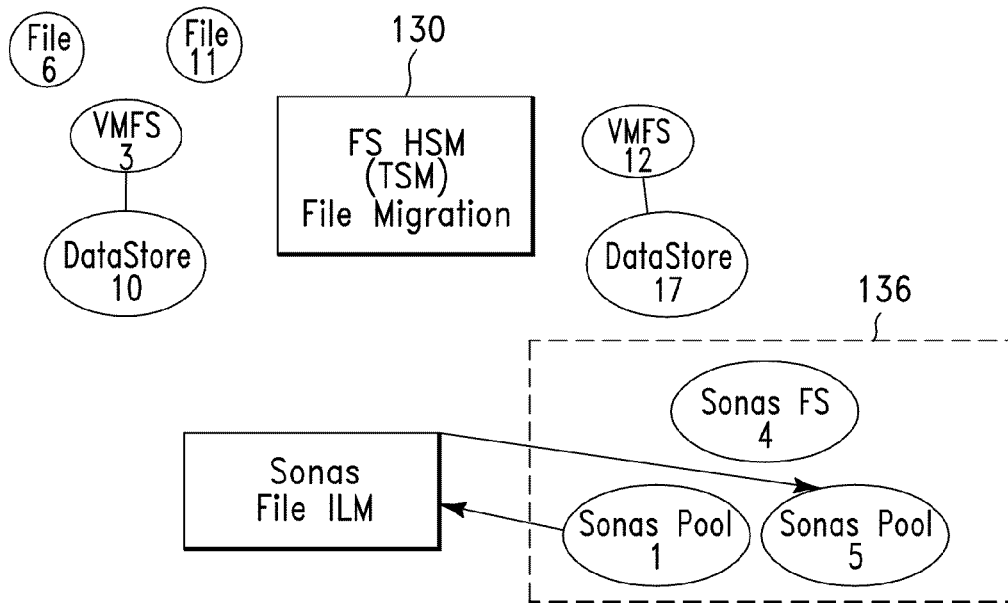 File
6
File
11
130
VMFS
3
FS HSM
(TSM)
File Migration
VMFS
12
DataStore
10
DataStore
17
136
Sonas FS
4
Sonas
File ILM
Sonas Pool
1
Sonas Pool
5